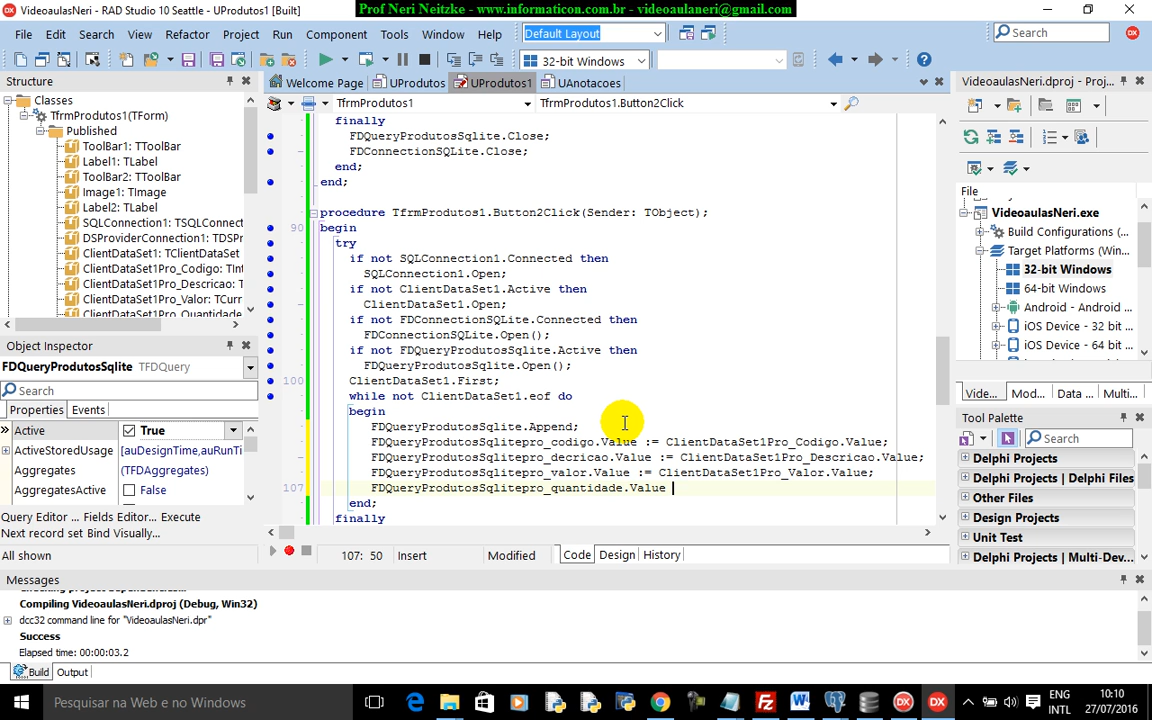 VideoaulasNeri - RAD Studio 10 Seattle - UProdutos1 [Built]
Prof Neri Neitzke - www.informaticon.com.br - videoaulaneri@gmail.com
File Edit Search View Refactor Project Run Component Tools Window Help
Default Layout
Search
32-bit Windows
Structure
Welcome Page UProdutos UProdutos1 UAnotacoes
VideoaulasNeri.dproj - Proj...
TfrmProdutos1
TfrmProdutos1.Button2Click
Classes
TfrmProdutos1(TForm)
Published
ToolBar1: TToolBar
Label1: TLabel
ToolBar2: TToolBar
Image1: TImage
Label2: TLabel
SQLConnection1: TSQLConnect
DSProviderConnection1: TDSPr
ClientDataSet1: TClientDataSet
ClientDataSet1Pro_Codigo: TInt
ClientDataSet1Pro_Descricao: T
ClientDataSet1Pro_Valor: TCurr
ClientDataSet1Pro_Quantidade
finally
FDQueryProdutosSqlite.Close;
FDConnectionSQLite.Close;
end;
end;
procedure TfrmProdutos1.Button2Click(Sender: TObject);
90 begin
try
if not SQLConnection1.Connected then
SQLConnection1.Open;
if not ClientDataSet1.Active then
ClientDataSet1.Open;
if not FDConnectionSQLite.Connected then
FDConnectionSQLite.Open();
if not FDQueryProdutosSqlite.Active then
FDQueryProdutosSqlite.Open();
100 ClientDataSet1.First;
while not ClientDataSet1.eof do
begin
FDQueryProdutosSqlite.Append;
FDQueryProdutosSqlitepro_codigo.Value := ClientDataSet1Pro_Codigo.Value;
FDQueryProdutosSqlitepro_decricao.Value := ClientDataSet1Pro_Descricao.Value;
FDQueryProdutosSqlitepro_valor.Value := ClientDataSet1Pro_Valor.Value;
107 FDQueryProdutosSqlitepro_quantidade.Value
end;
finally
107: 50 Insert Modified Code Design History
Object Inspector
FDQueryProdutosSqlite TFDQuery
Search
Properties Events
Active True
ActiveStoredUsage [auDesignTime,auRunTi
Aggregates (TFDAggregates)
AggregatesActive False
Query Editor ... Fields Editor... Execute
Next record set Bind Visually...
All shown
File
VideoaulasNeri.exe
Build Configurations (...
Target Platforms (Win...
32-bit Windows
64-bit Windows
Android - Android ...
iOS Device - 32 bit ...
iOS Device - 64 bit ...
Vide... Mod... Data ... Multi...
Tool Palette
Search
Delphi Projects
Delphi Projects | Delphi Files
Other Files
Design Projects
Unit Test
Delphi Projects | Multi-Dev...
Messages
Compiling VideoaulasNeri.dproj (Debug, Win32)
dcc32 command line for "VideoaulasNeri.dpr"
Success
Elapsed time: 00:00:03.2
Build Output
Pesquisar na Web e no Windows
ENG
INTL
10:10
27/07/2016